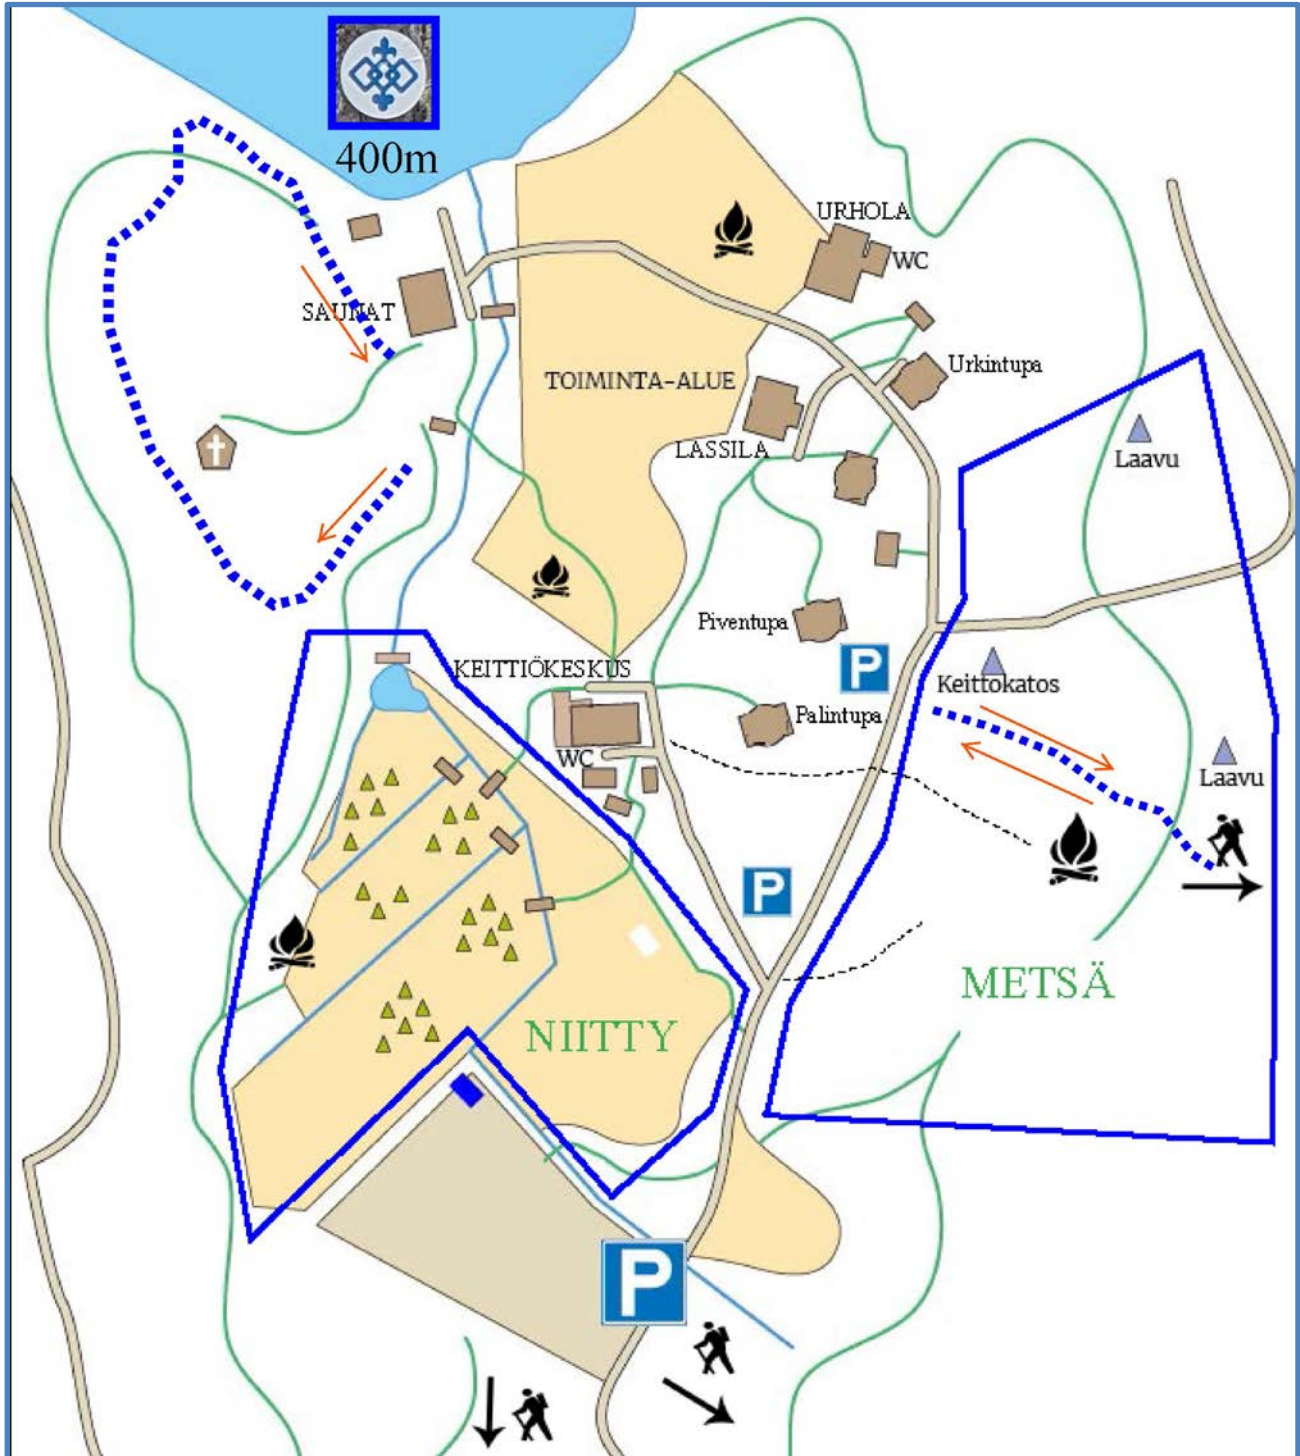 400m
URHOLA
WC
SAUNAT
Urkintupa
TOIMINTA-ALUE
Laavu
LASSILA
Piventupa
P
KEITTIÖKESKUS
Keittokatos
Palintupa
WC
Laavu
P
METSÄ
NIITTY
P